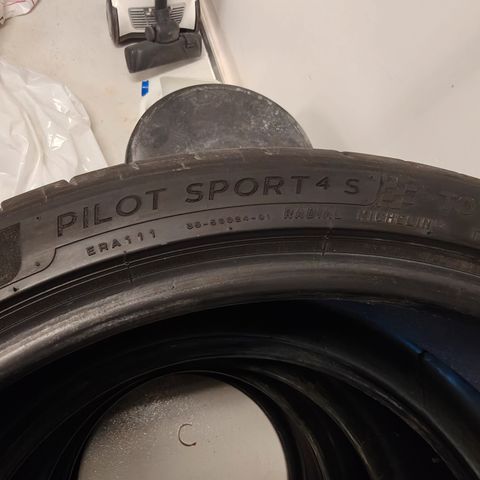 PILOT SPORT 4 S
ERA111 RADIAL MICHELIN